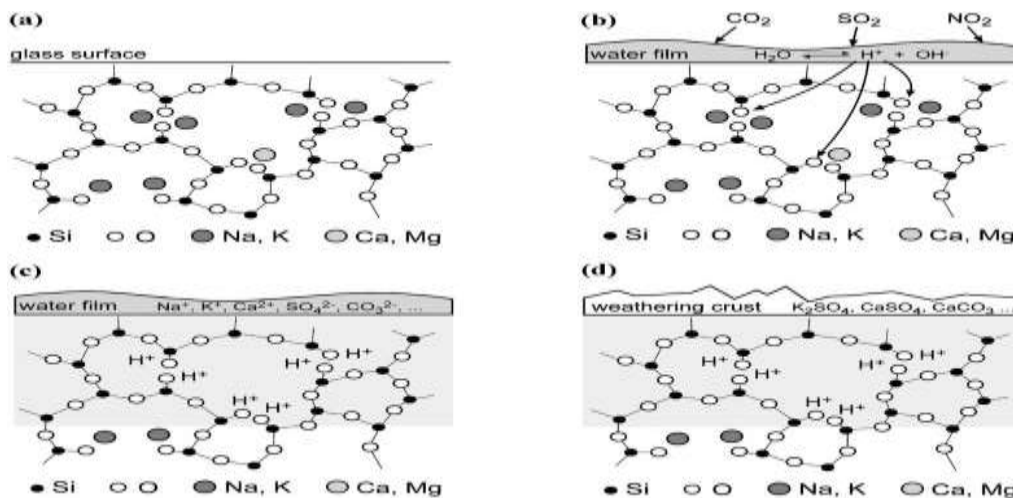 (a)
glass surface
Si O Na, K Ca, Mg
(b)
CO₂ SO₂ NO₂
water film H₂O ⇌ H⁺ + OH⁻
Si O Na, K Ca, Mg
(c)
water film Na⁺, K⁺, Ca²⁺, SO₄²⁻, CO₃²⁻, ...
H⁺ H⁺ H⁺
H⁺
H⁺ H⁺
Si O Na, K Ca, Mg
(d)
weathering crust K₂SO₄, CaSO₄, CaCO₃ ...
H⁺ H⁺ H⁺
H⁺
H⁺ H⁺
Si O Na, K Ca, Mg